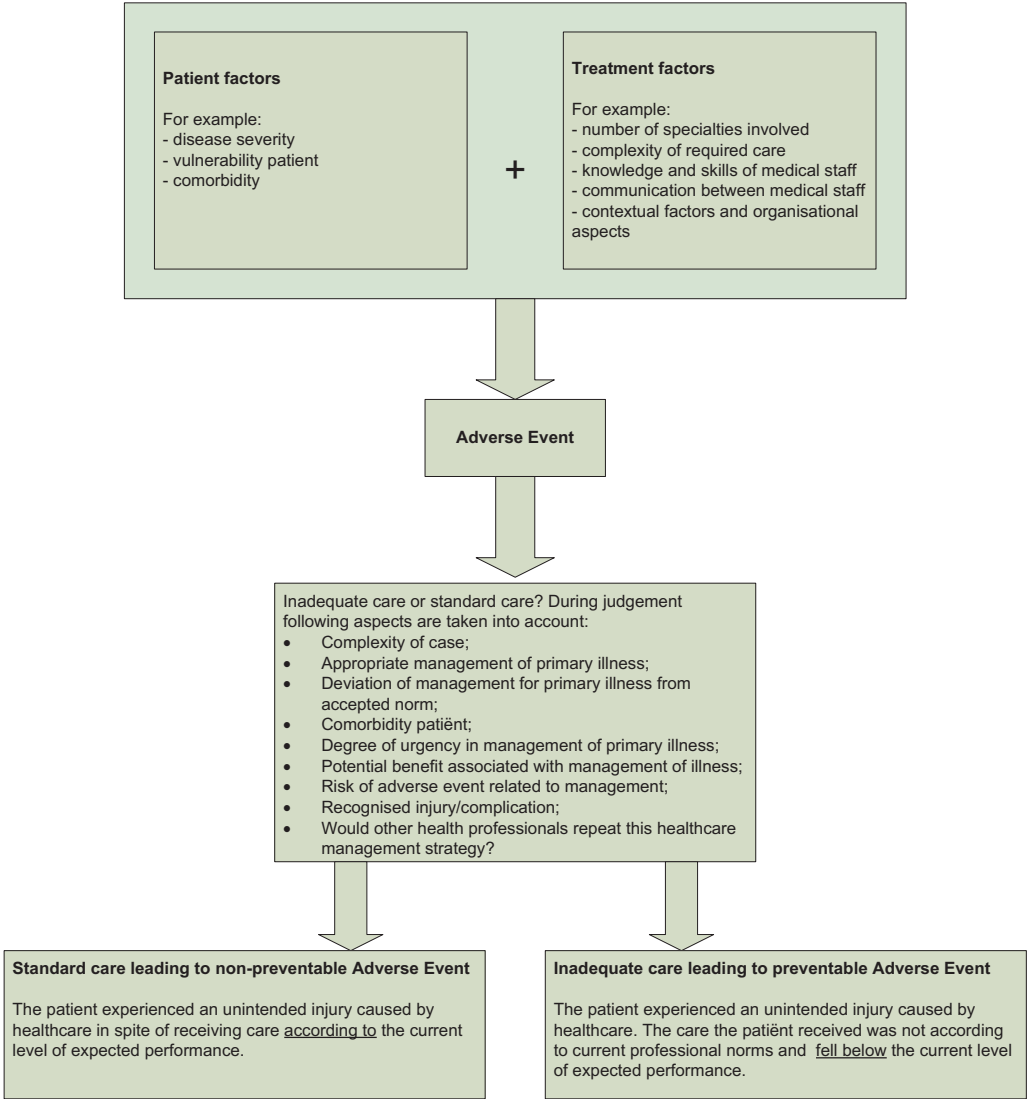 Patient factors
For example:
- disease severity
- vulnerability patient
- comorbidity
+
Treatment factors
For example:
- number of specialties involved
- complexity of required care
- knowledge and skills of medical staff
- communication between medical staff
- contextual factors and organisational
aspects
Adverse Event
Inadequate care or standard care? During judgement
following aspects are taken into account:
• Complexity of case;
• Appropriate management of primary illness;
• Deviation of management for primary illness from
accepted norm;
• Comorbidity patiënt;
• Degree of urgency in management of primary illness;
• Potential benefit associated with management of illness;
• Risk of adverse event related to management;
• Recognised injury/complication;
• Would other health professionals repeat this healthcare
management strategy?
Standard care leading to non-preventable Adverse Event
The patient experienced an unintended injury caused by
healthcare in spite of receiving care according to the current
level of expected performance.
Inadequate care leading to preventable Adverse Event
The patient experienced an unintended injury caused by
healthcare. The care the patiënt received was not according
to current professional norms and fell below the current level
of expected performance.